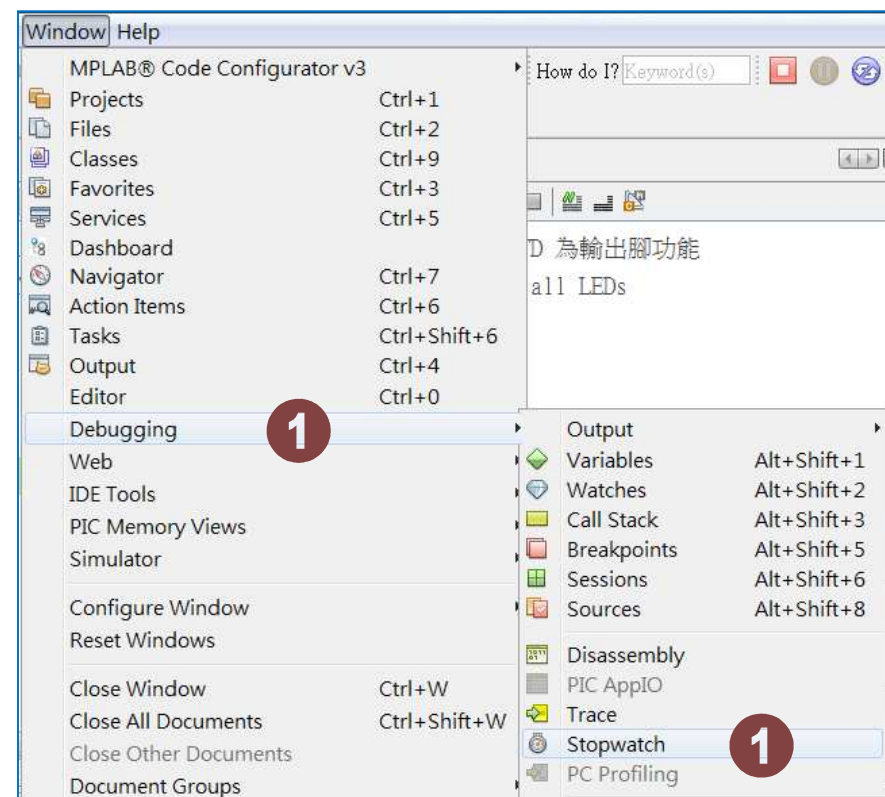 Window Help
MPLAB® Code Configurator v3
How do I? Keyword(s)
Projects Ctrl+1
Files Ctrl+2
Classes Ctrl+9
Favorites Ctrl+3
Services Ctrl+5
Dashboard
D 為輸出腳功能
Navigator Ctrl+7
all LEDs
Action Items Ctrl+6
Tasks Ctrl+Shift+6
Output Ctrl+4
Editor Ctrl+0
Debugging 1
Web
IDE Tools
PIC Memory Views
Simulator
Configure Window
Reset Windows
Close Window Ctrl+W
Close All Documents Ctrl+Shift+W
Close Other Documents
Document Groups
Output
Variables Alt+Shift+1
Watches Alt+Shift+2
Call Stack Alt+Shift+3
Breakpoints Alt+Shift+5
Sessions Alt+Shift+6
Sources Alt+Shift+8
Disassembly
PIC AppIO
Trace
Stopwatch 1
PC Profiling